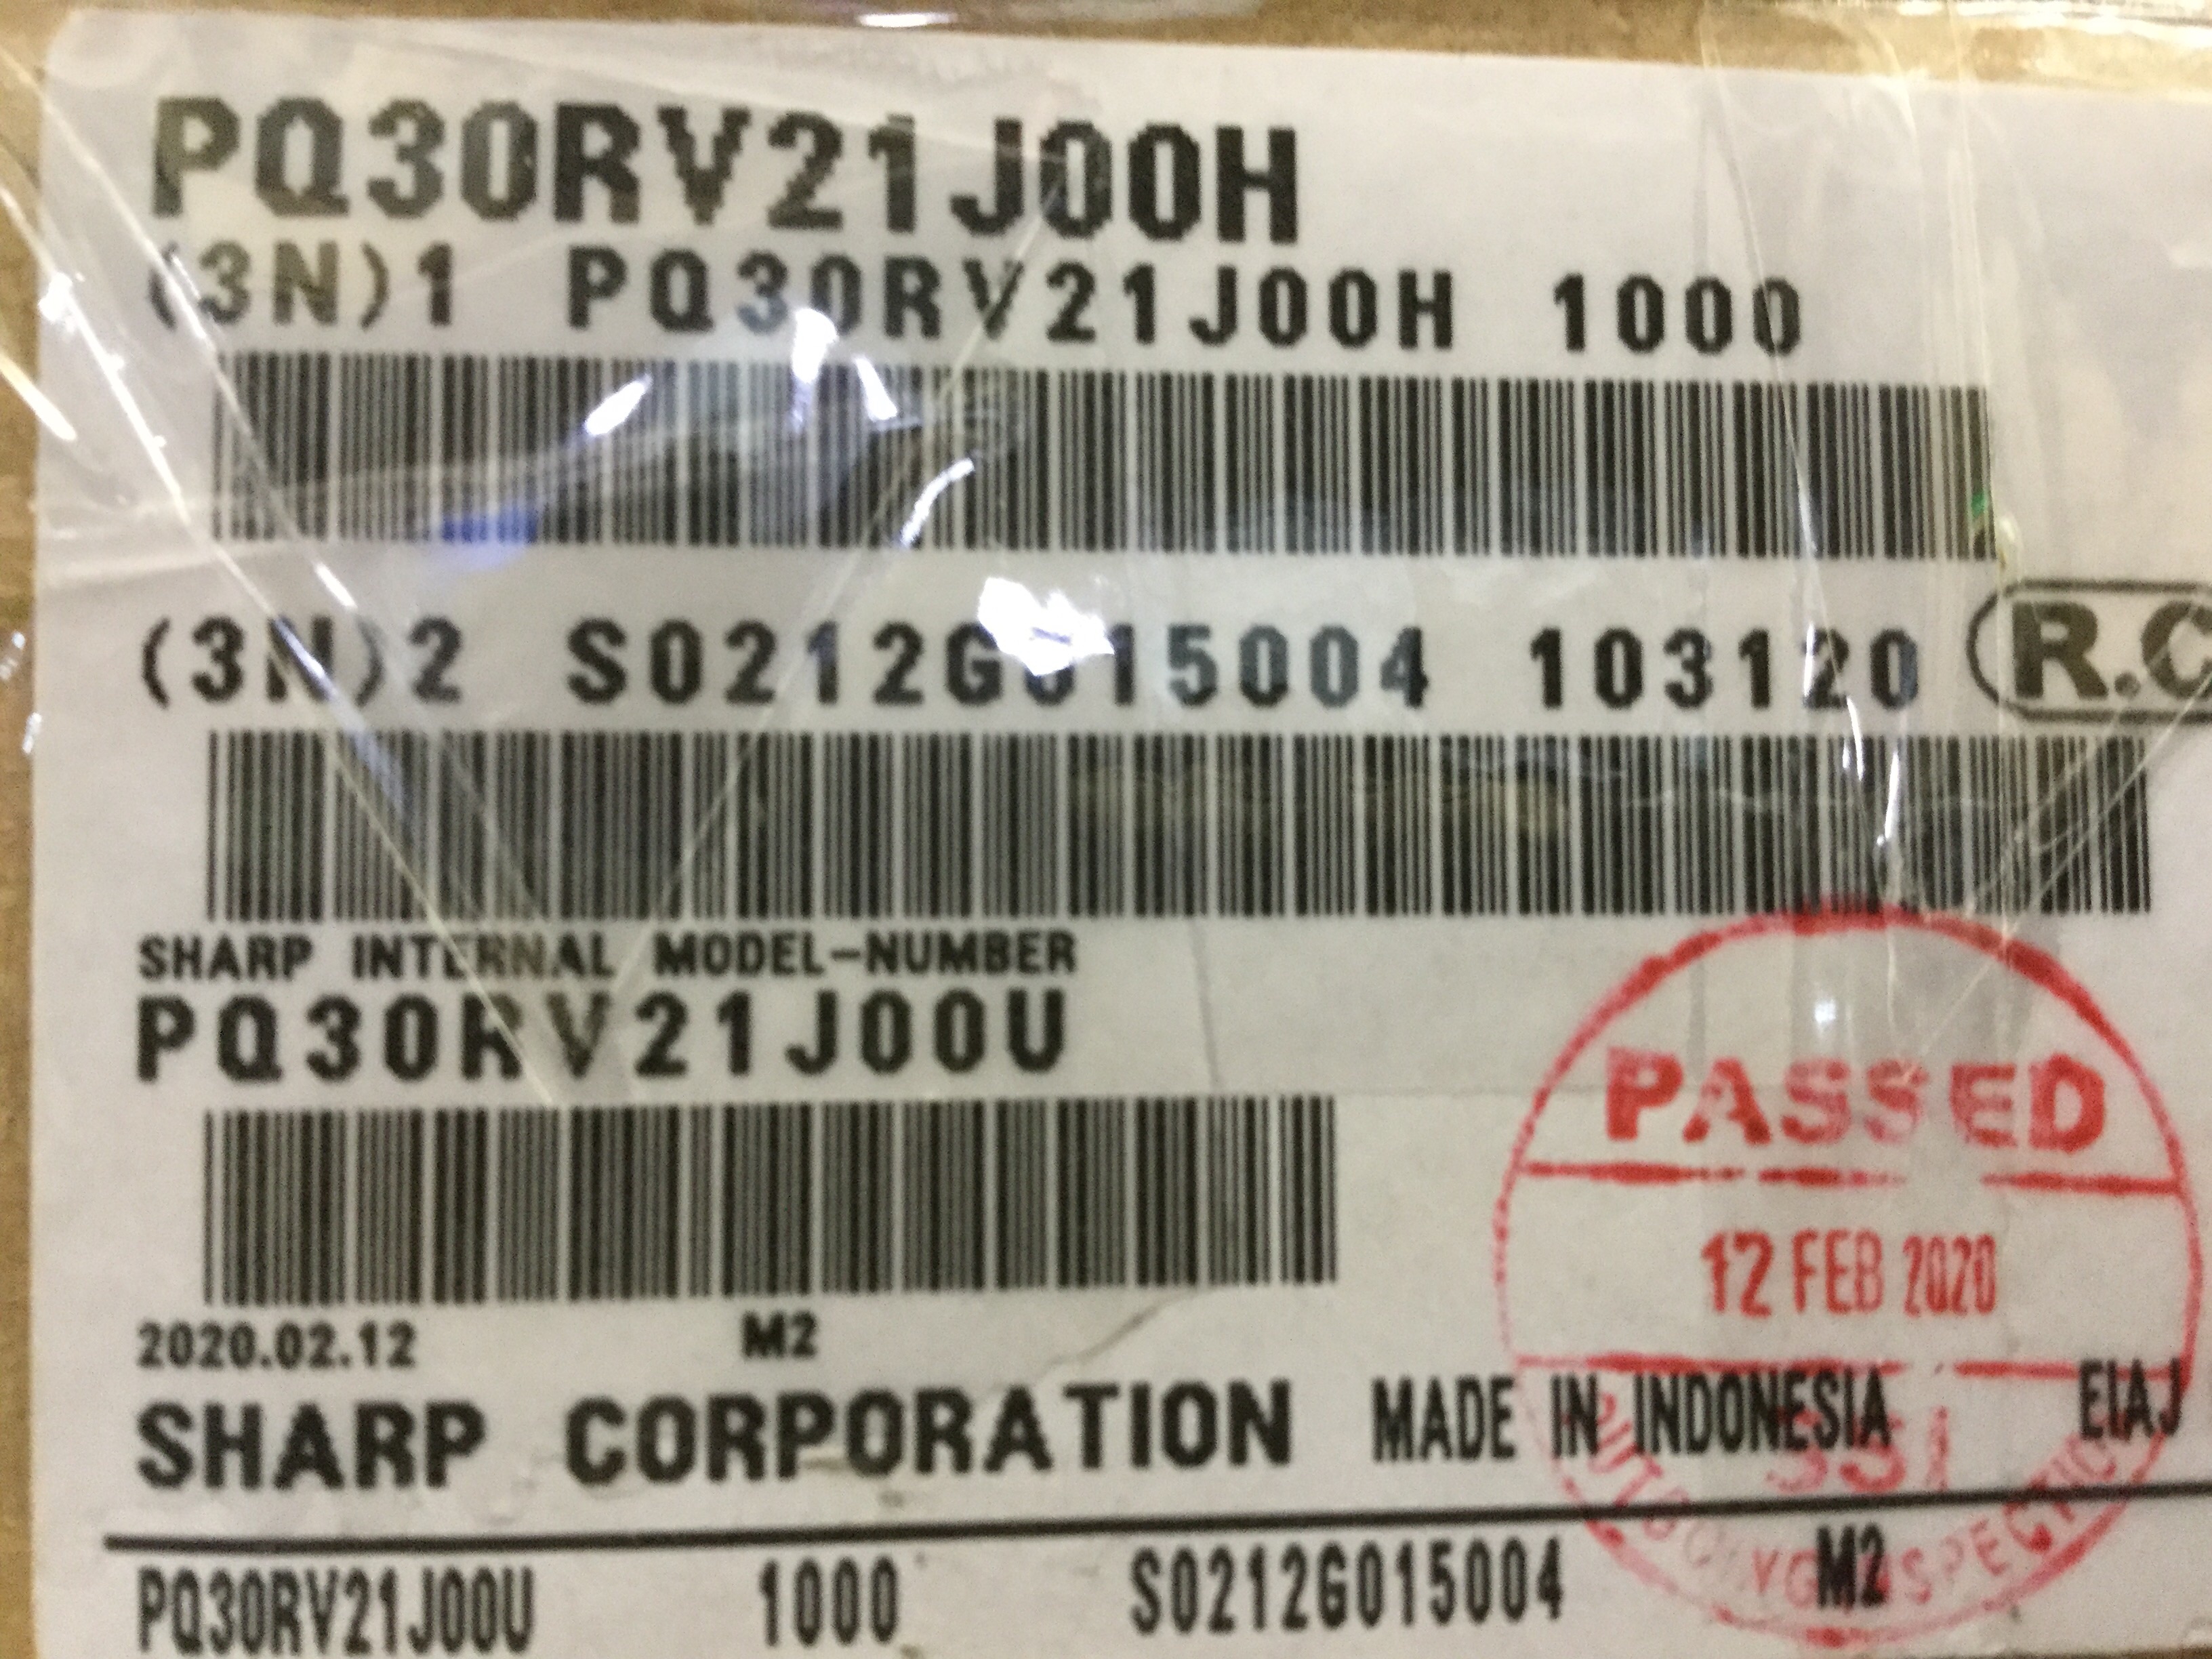 PQ30RV21J00H
(3N)1 PQ30RV21J00H 1000
(3N)2 S0212G015004 103120 R.C
SHARP INTERNAL MODEL-NUMBER
PQ30RV21J00U
PASSED
12 FEB 2020
2020.02.12 M2
SHARP CORPORATION MADE IN INDONESIA EIAJ
SSI
PQ30RV21J00U 1000 S0212G015004 M2